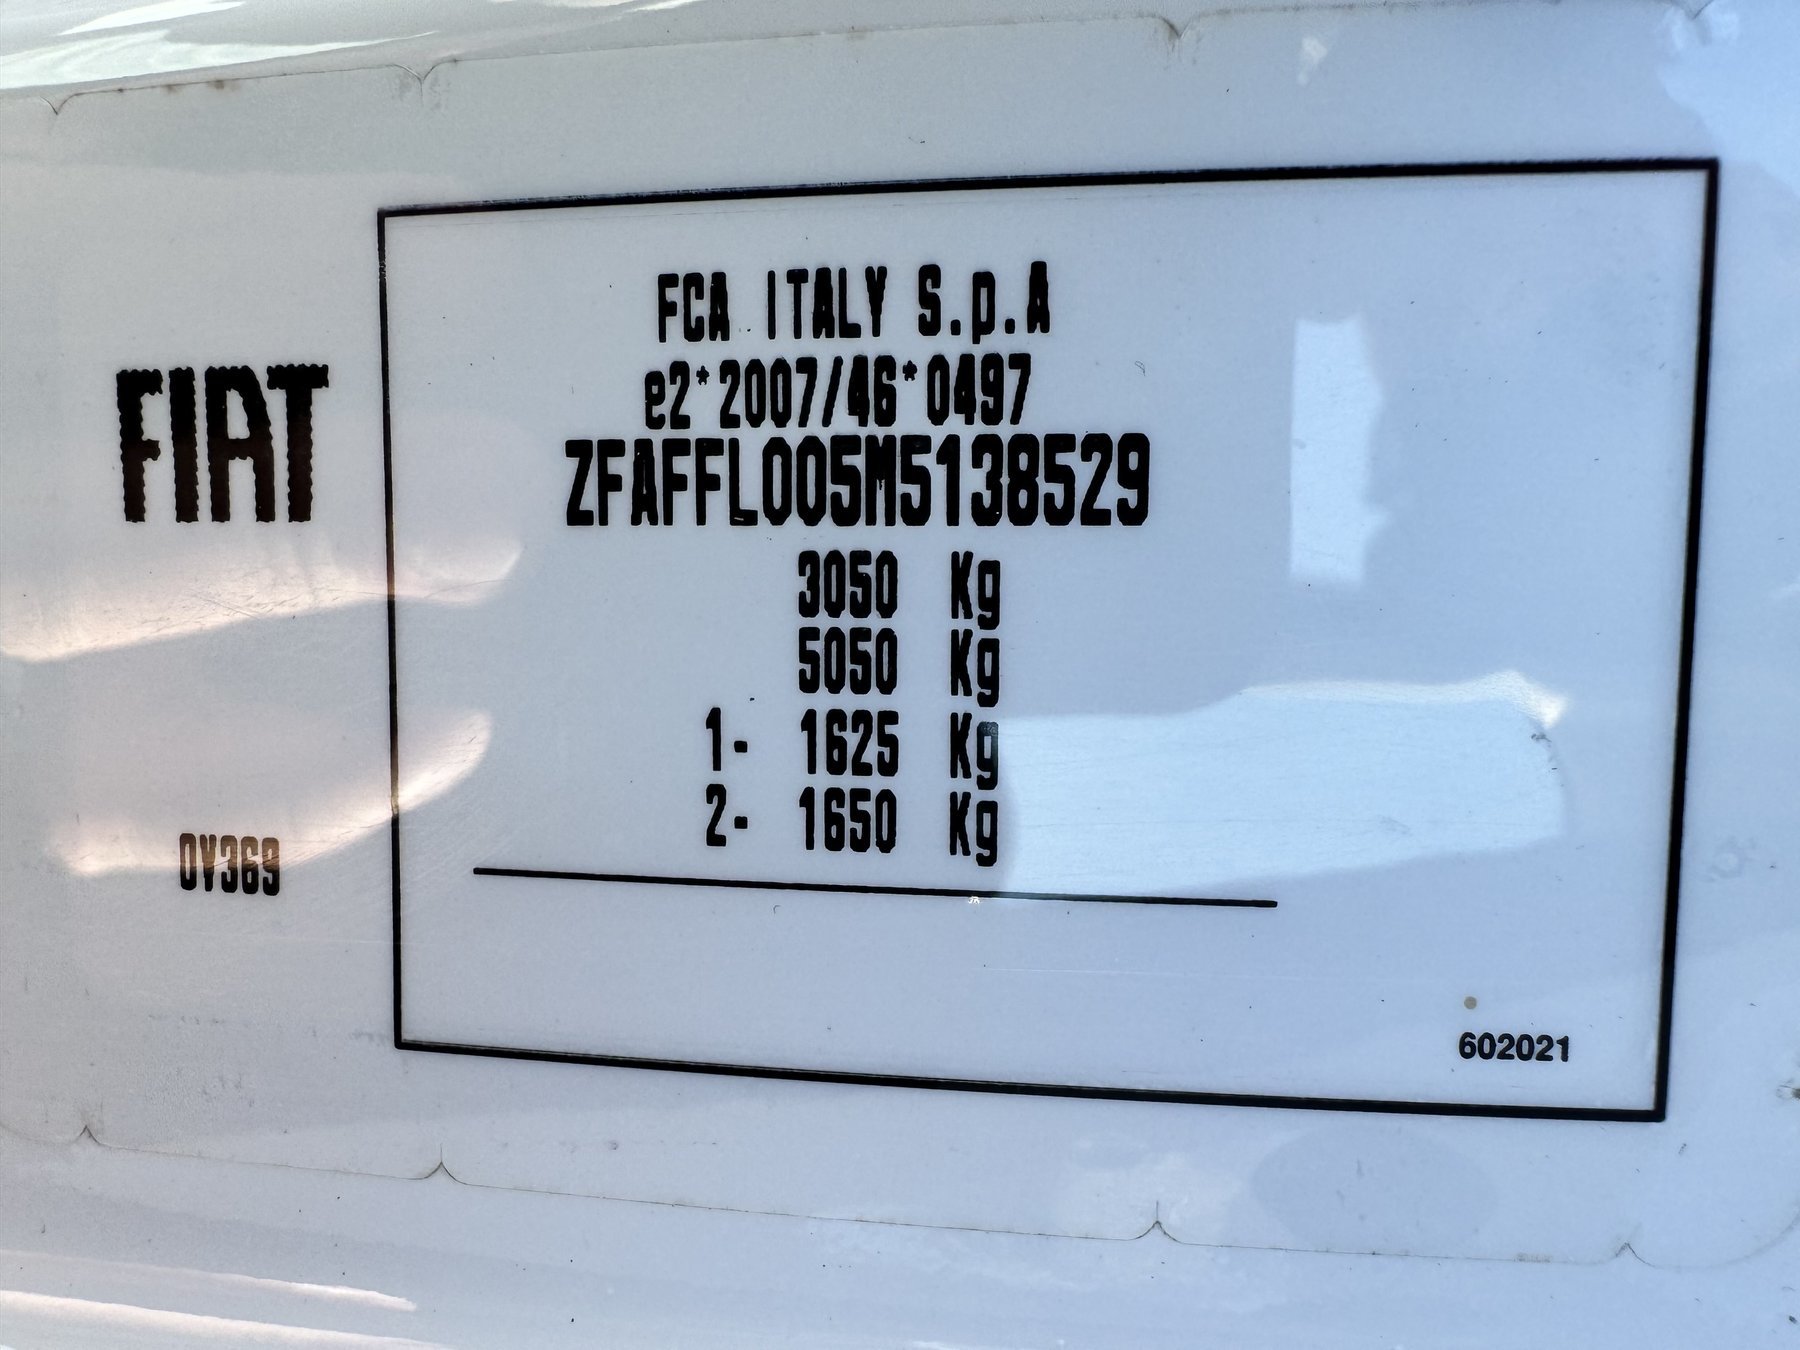 FIAT
FCA ITALY S.p.A
e2*2007/46*0497
ZFAFFL005M5138529
3050 Kg
5050 Kg
1- 1625 Kg
2- 1650 Kg
0V369
602021